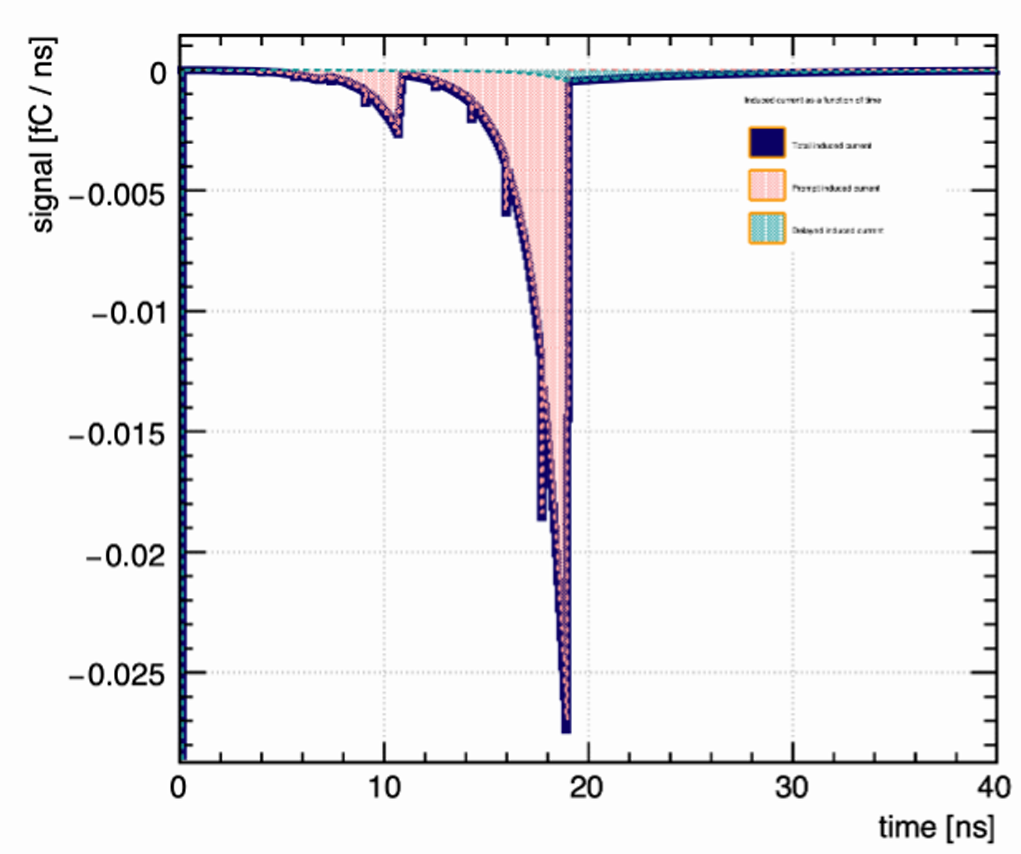 signal [fC / ns]
0
−0.005
−0.01
−0.015
−0.02
−0.025
Induced current as a function of time
Total induced current
Prompt induced current
Delayed induced current
0 10 20 30 40
time [ns]